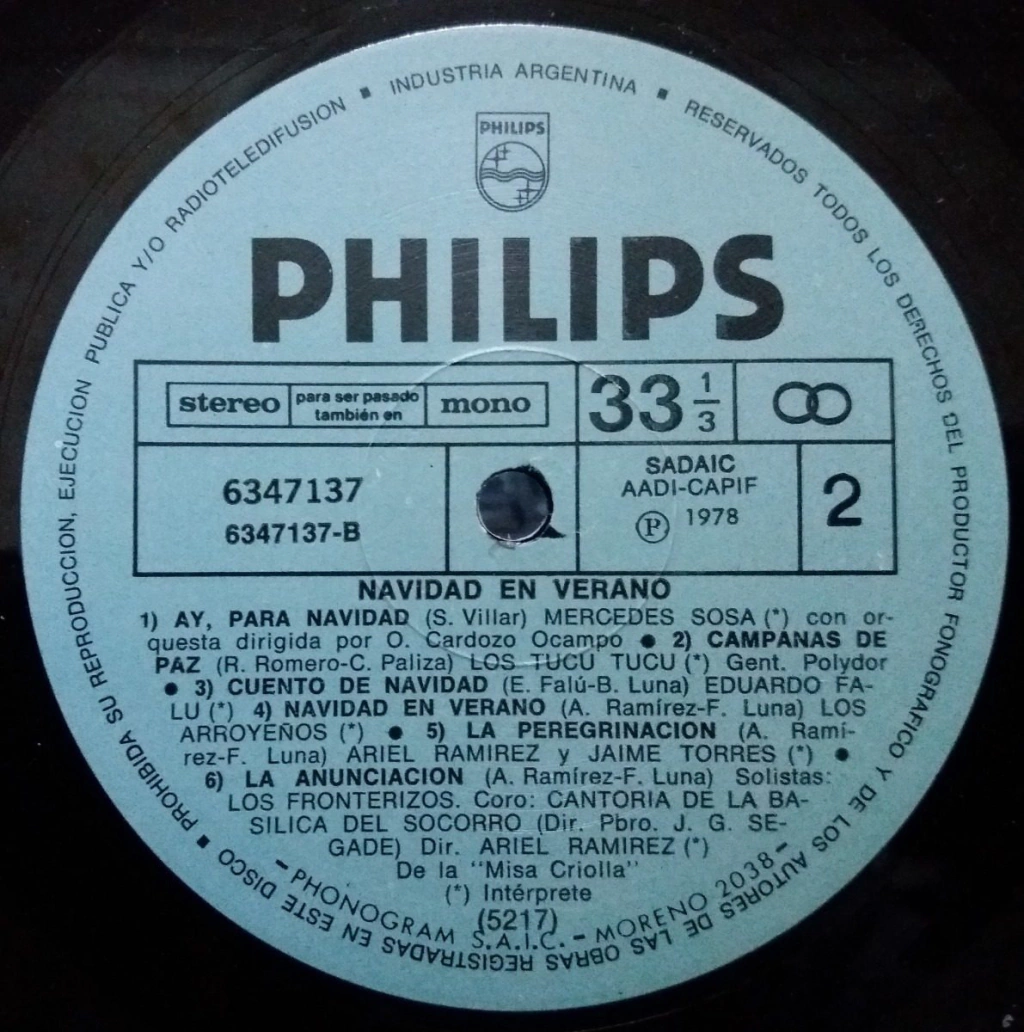 PROHIBIDA SU REPRODUCCION, EJECUCION PUBLICA Y/O RADIOTELEDIFUSION ■ INDUSTRIA ARGENTINA ■ RESERVADOS TODOS LOS DERECHOS DEL PRODUCTOR FONOGRAFICO Y DE LOS AUTORES DE LAS OBRAS REGISTRADAS EN ESTE DISCO ■
PHILIPS
PHILIPS
stereo para ser pasado también en mono
33 1/3
6347137
6347137-B
SADAIC
AADI-CAPIF
Ⓟ 1978
2
NAVIDAD EN VERANO
1) AY, PARA NAVIDAD (S. Villar) MERCEDES SOSA (*) con or-
questa dirigida por O. Cardozo Ocampo ● 2) CAMPANAS DE
PAZ (R. Romero-C. Paliza) LOS TUCU TUCU (*) Gent. Polydor
● 3) CUENTO DE NAVIDAD (E. Falú-B. Luna) EDUARDO FA-
LU (*) 4) NAVIDAD EN VERANO (A. Ramírez-F. Luna) LOS
ARROYEÑOS (*) ● 5) LA PEREGRINACION (A. Ramí-
rez-F. Luna) ARIEL RAMIREZ y JAIME TORRES (*) ●
6) LA ANUNCIACION (A. Ramírez-F. Luna) Solistas:
LOS FRONTERIZOS. Coro: CANTORIA DE LA BA-
SILICA DEL SOCORRO (Dir. Pbro. J. G. SE-
GADE) Dir. ARIEL RAMIREZ (*)
De la "Misa Criolla"
(*) Intérprete
(5217)
- PHONOGRAM S.A.I.C. - MORENO 2038 -